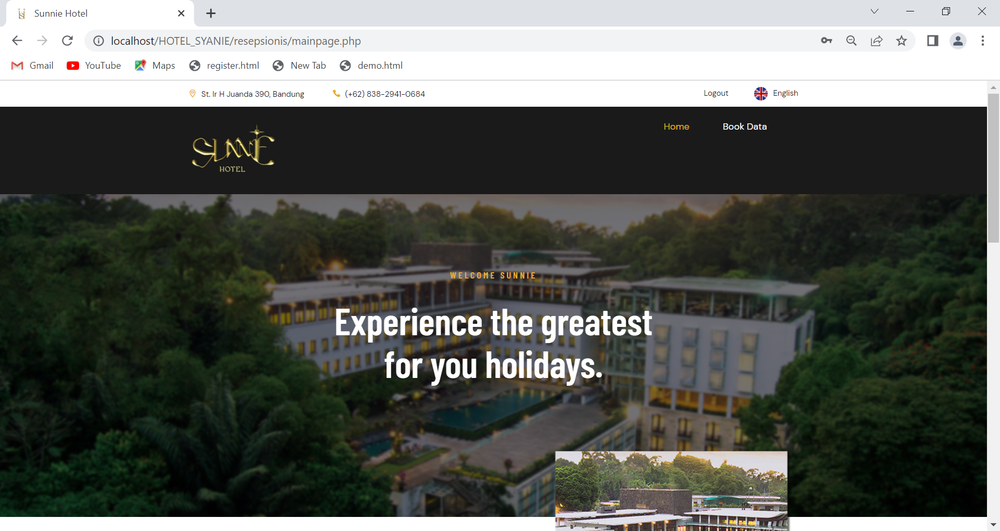 Sunnie Hotel
localhost/HOTEL_SYANIE/resepsionis/mainpage.php
Gmail YouTube Maps register.html New Tab demo.html
St. Ir H Juanda 390, Bandung (+62) 838-2941-0684 Logout English
Home Book Data
SUNNIE
HOTEL
WELCOME SUNNIE
Experience the greatest
for you holidays.